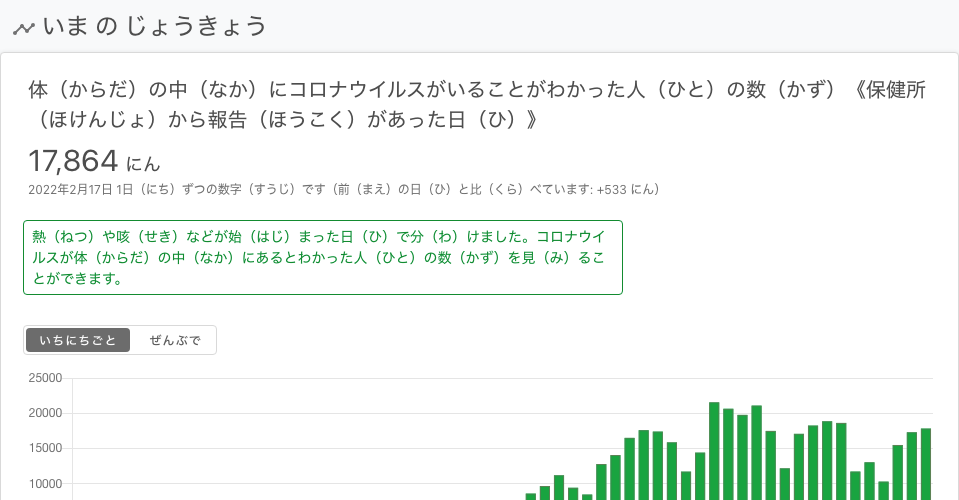 いま の じょうきょう
体（からだ）の中（なか）にコロナウイルスがいることがわかった人（ひと）の数（かず）《保健所
（ほけんじょ）から報告（ほうこく）があった日（ひ）》
17,864 にん
2022年2月17日 1日（にち）ずつの数字（すうじ）です（前（まえ）の日（ひ）と比（くら）べています: +533 にん）
熱（ねつ）や咳（せき）などが始（はじ）まった日（ひ）で分（わ）けました。コロナウイ
ルスが体（からだ）の中（なか）にあるとわかった人（ひと）の数（かず）を見（み）るこ
とができます。
いちにちごと ぜんぶで
25000
20000
15000
10000